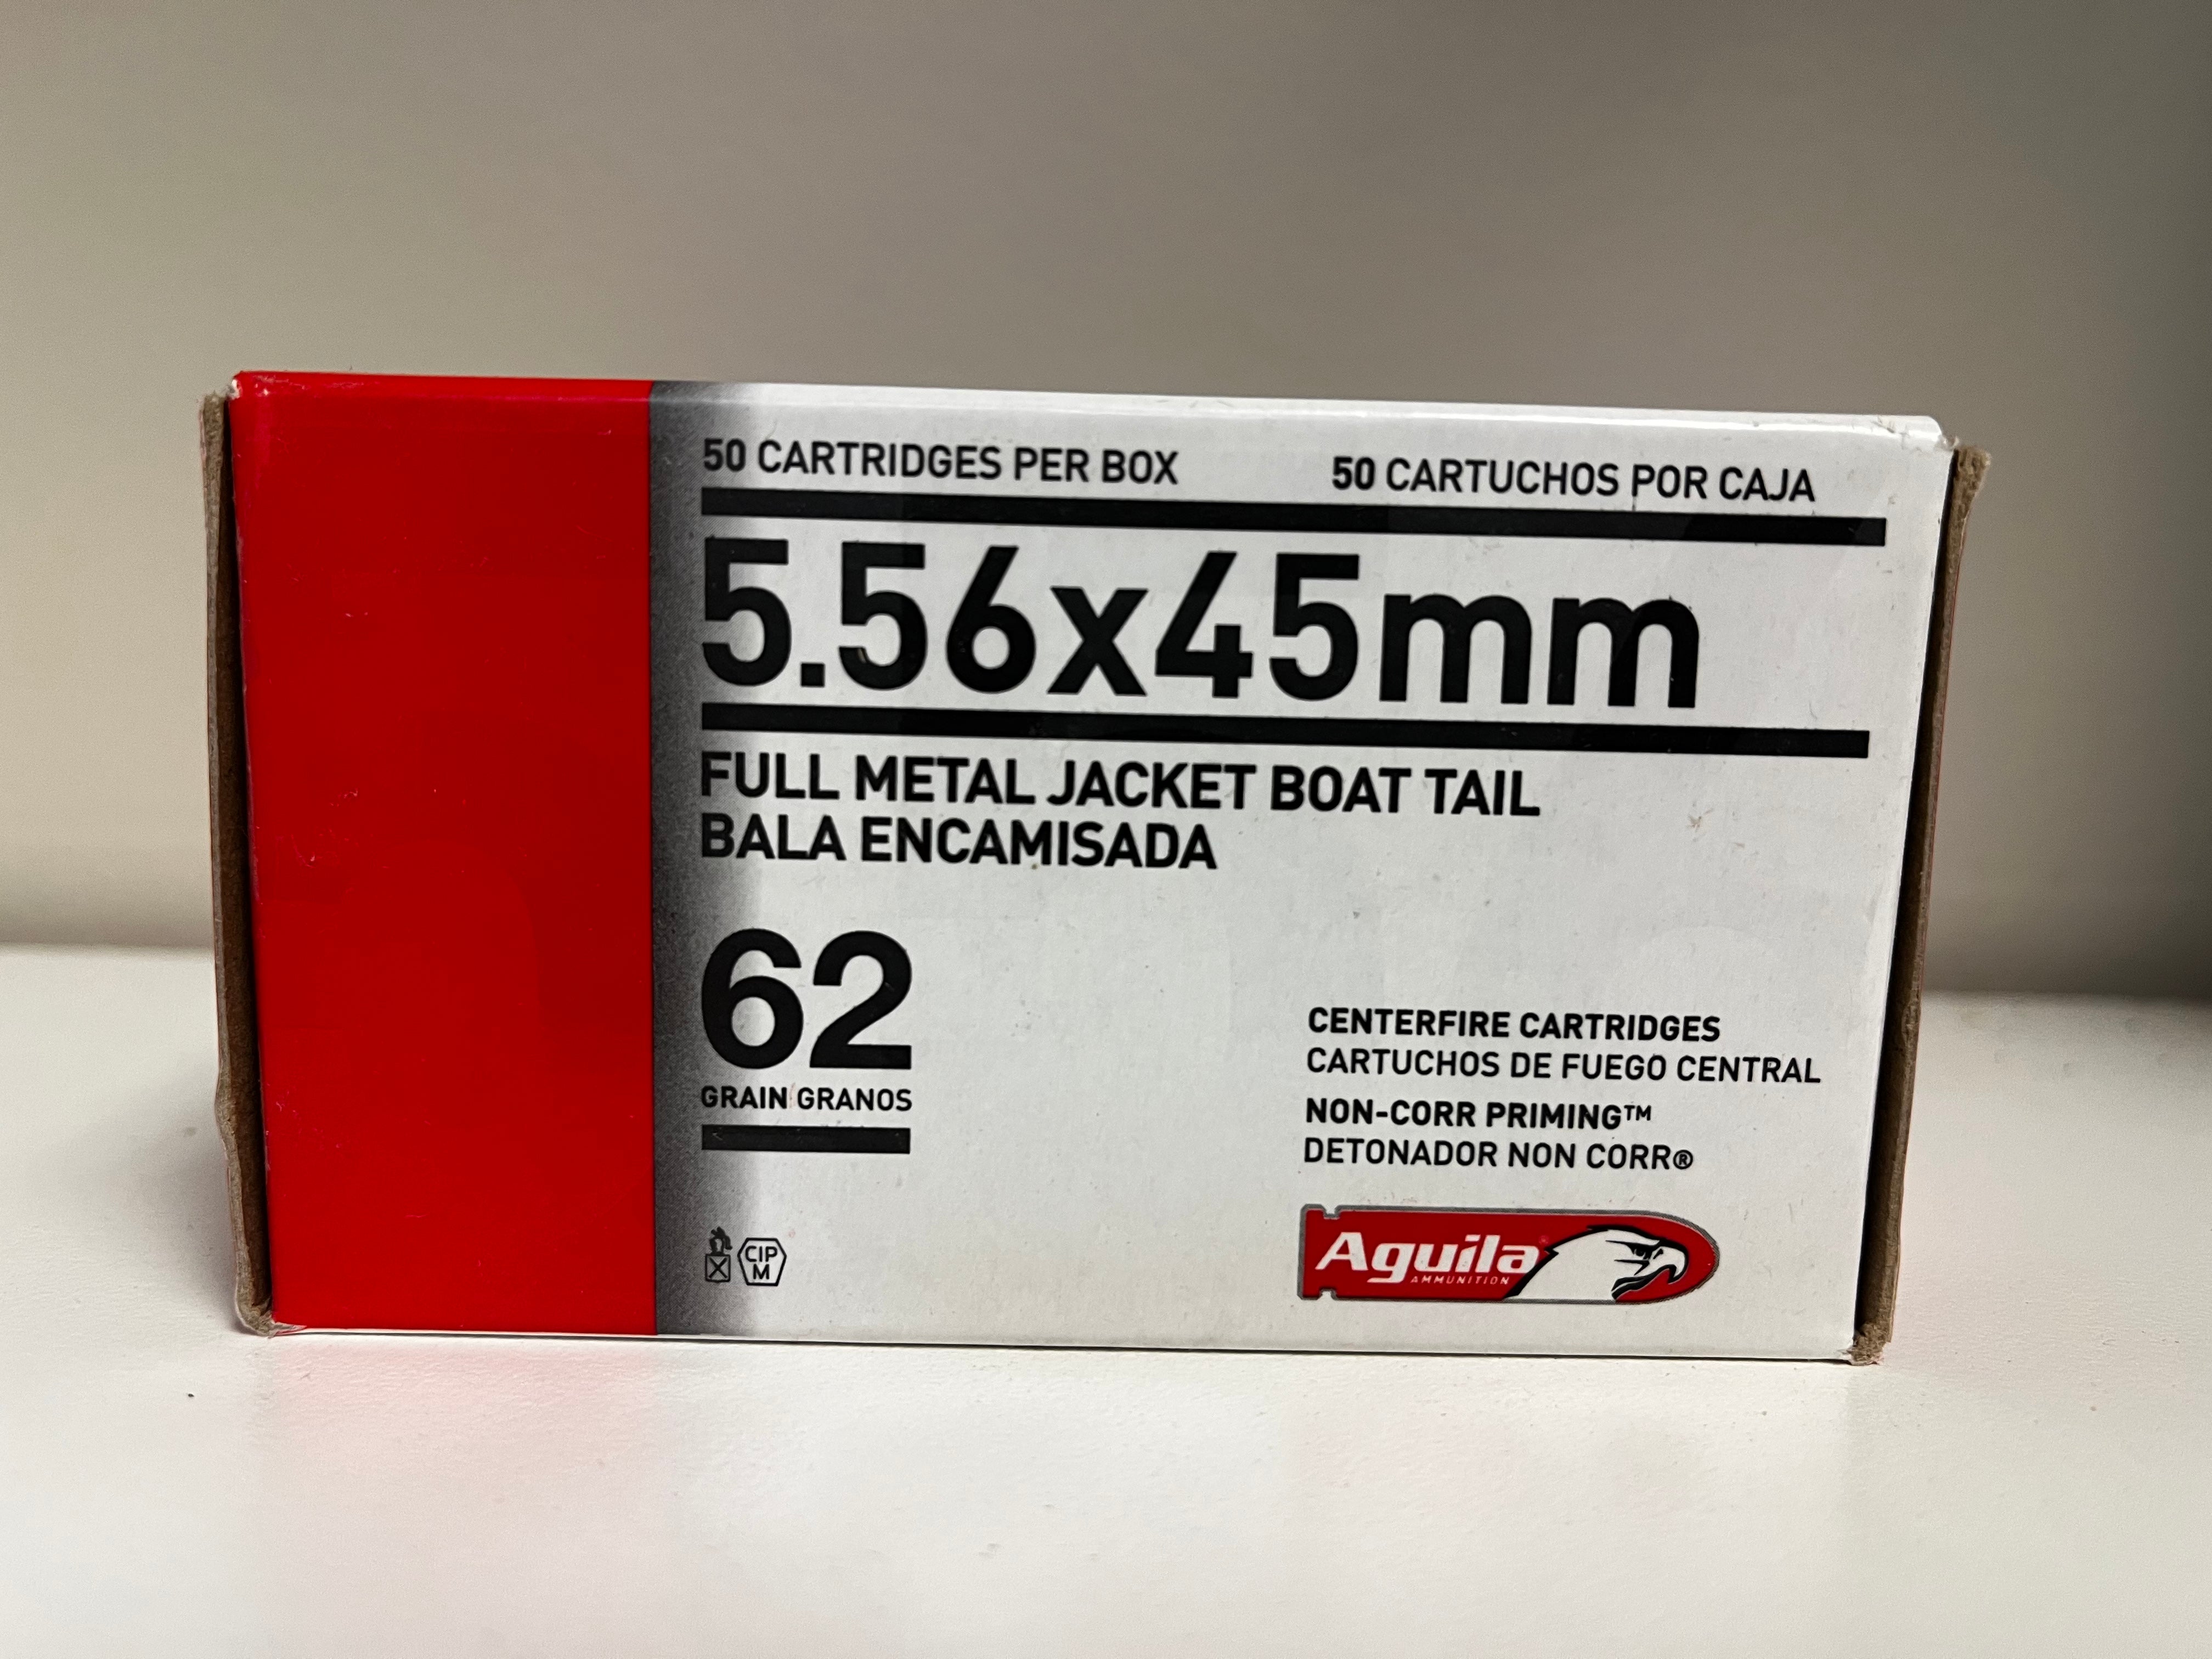 50 CARTRIDGES PER BOX 50 CARTUCHOS POR CAJA
5.56x45mm
FULL METAL JACKET BOAT TAIL
BALA ENCAMISADA
62
GRAIN GRANOS
CENTERFIRE CARTRIDGES
CARTUCHOS DE FUEGO CENTRAL
NON-CORR PRIMING™
DETONADOR NON CORR®
CIP
M
Aguila
AMMUNITION